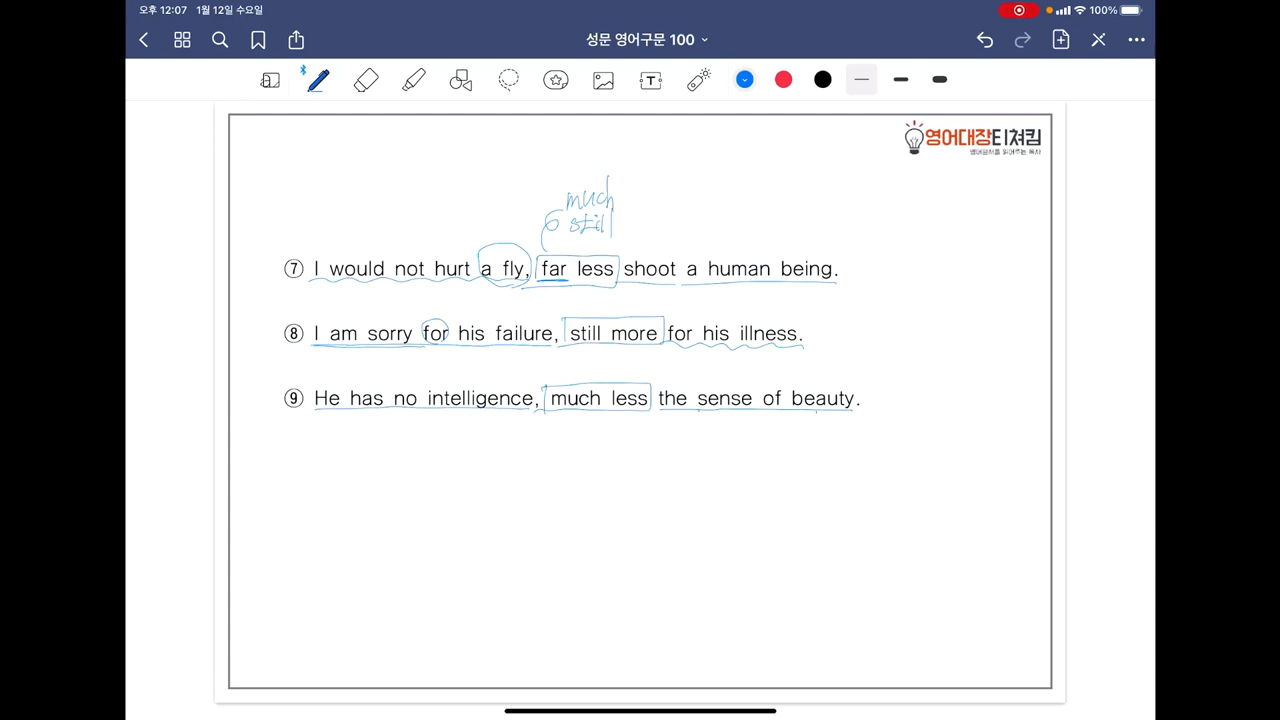 오후 12:07 1월 12일 수요일 100%
성문 영어구문 100
T
영어대장티쳐킴
much
still
⑦ I would not hurt a fly, far less shoot a human being.
⑧ I am sorry for his failure, still more for his illness.
⑨ He has no intelligence, much less the sense of beauty.